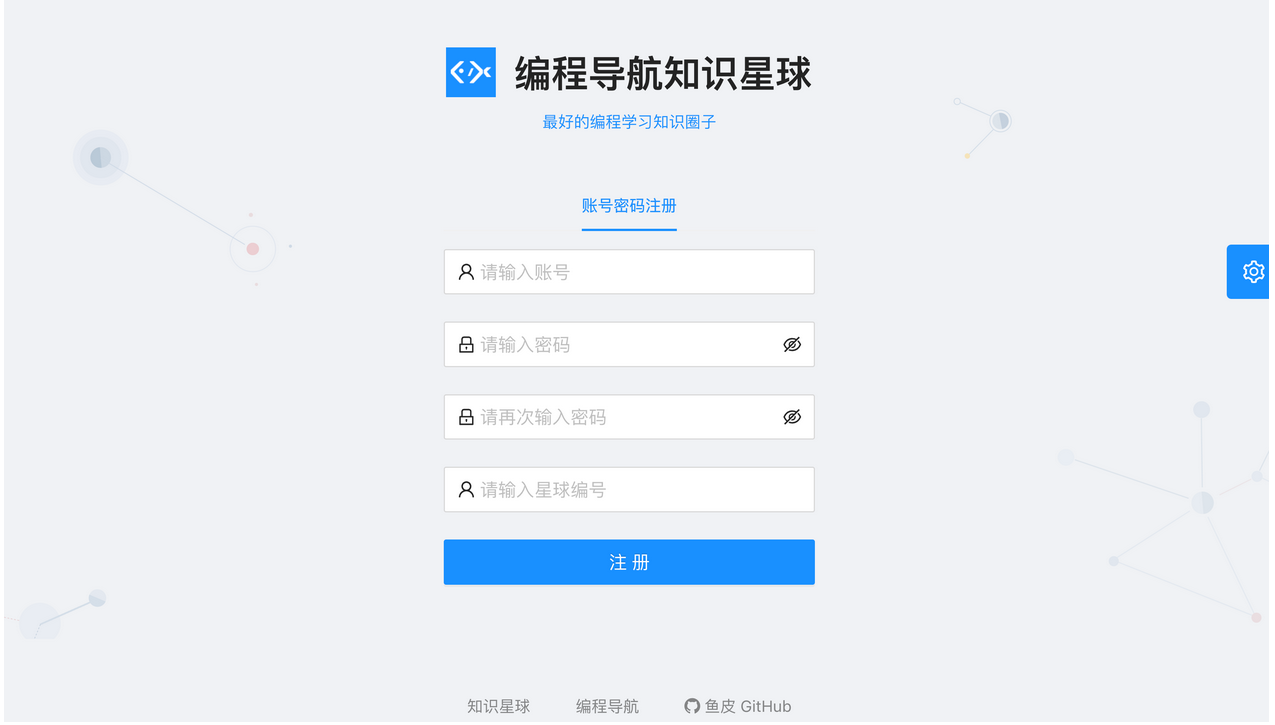 编程导航知识星球
最好的编程学习知识圈子
账号密码注册
请输入账号
请输入密码
请再次输入密码
请输入星球编号
注 册
知识星球 编程导航 鱼皮 GitHub